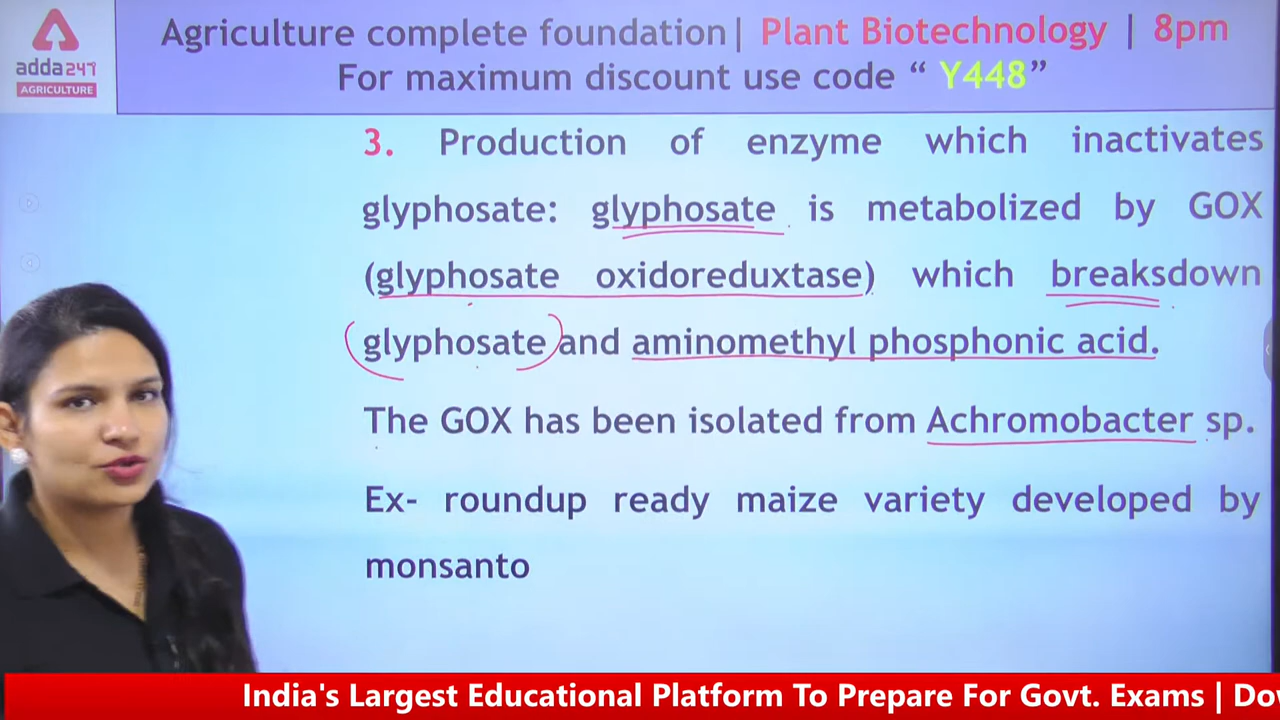 adda247
AGRICULTURE
Agriculture complete foundation| Plant Biotechnology | 8pm
For maximum discount use code “ Y448”
3. Production of enzyme which inactivates
glyphosate: glyphosate is metabolized by GOX
(glyphosate oxidoreduxtase) which breaksdown
glyphosate and aminomethyl phosphonic acid.
The GOX has been isolated from Achromobacter sp.
Ex- roundup ready maize variety developed by
monsanto
India's Largest Educational Platform To Prepare For Govt. Exams | Do